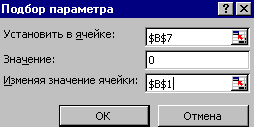 Подбор параметра
Установить в ячейке: $B$7
Значение: 0
Изменяя значение ячейки: $B$1
ОК Отмена